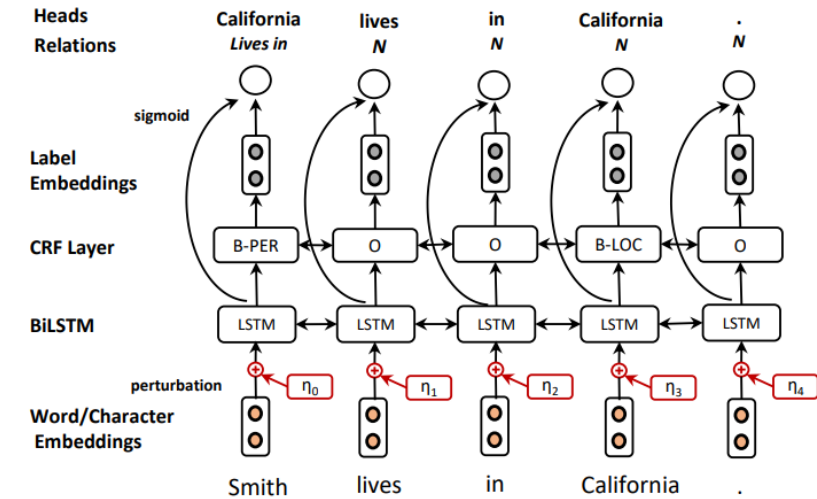 Heads California lives in California .
Relations Lives in N N N N
sigmoid
Label
Embeddings
CRF Layer B-PER O O B-LOC O
BiLSTM LSTM LSTM LSTM LSTM LSTM
perturbation η0 η1 η2 η3 η4
Word/Character
Embeddings
Smith lives in California .